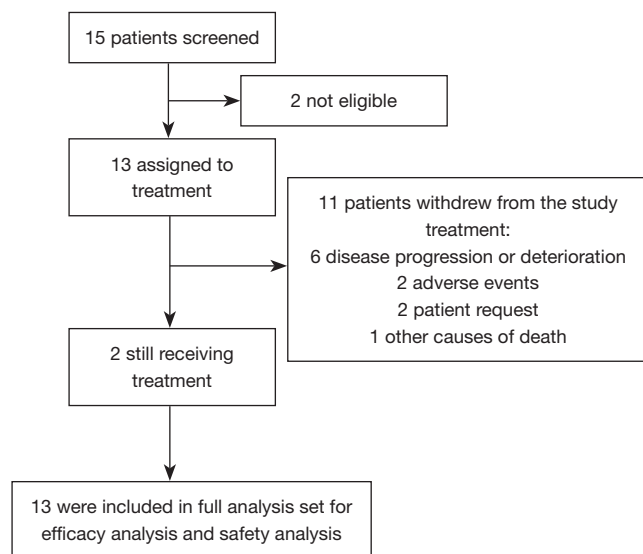 15 patients screened
2 not eligible
13 assigned to
treatment
11 patients withdrew from the study
treatment:
6 disease progression or deterioration
2 adverse events
2 patient request
1 other causes of death
2 still receiving
treatment
13 were included in full analysis set for
efficacy analysis and safety analysis